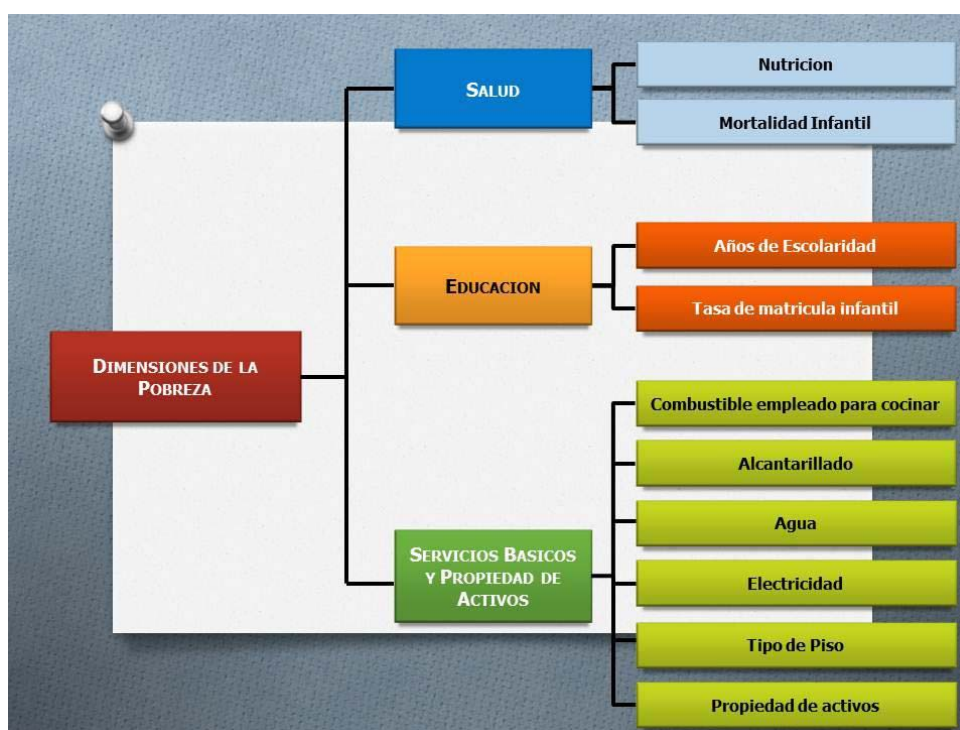 DIMENSIONES DE LA
POBREZA
SALUD
Nutricion
Mortalidad Infantil
EDUCACION
Años de Escolaridad
Tasa de matricula infantil
SERVICIOS BASICOS
Y PROPIEDAD DE
ACTIVOS
Combustible empleado para cocinar
Alcantarillado
Agua
Electricidad
Tipo de Piso
Propiedad de activos